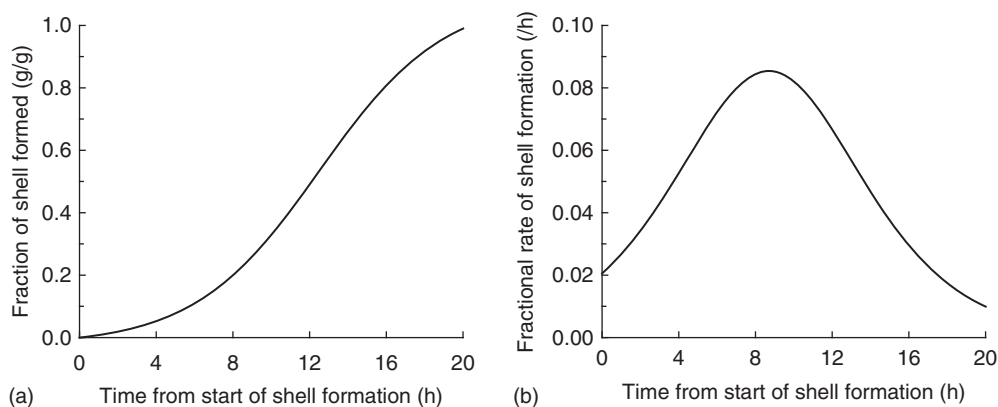 Fraction of shell formed (g/g)
1.0
0.8
0.6
0.4
0.2
0.0
0 4 8 12 16 20
(a) Time from start of shell formation (h)
Fractional rate of shell formation (/h)
0.10
0.08
0.06
0.04
0.02
0.00
0 4 8 12 16 20
(b) Time from start of shell formation (h)